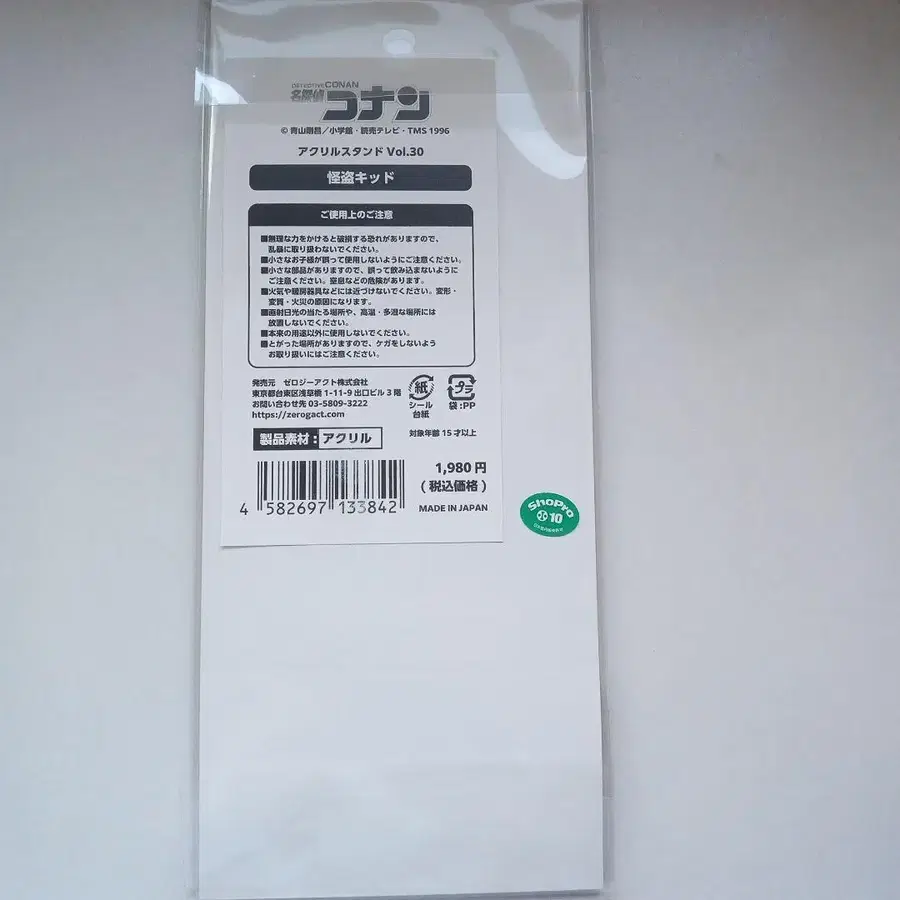 DETECTIVE CONAN
名探偵コナン
© 青山剛昌／小学館・読売テレビ・TMS 1996
アクリルスタンド Vol.30
怪盗キッド
ご使用上のご注意
■無理な力をかけると破損する恐れがありますので、
乱暴に取り扱わないでください。
■小さなお子様が誤って使用しないようにご注意ください。
■小さな部品がありますので、誤って飲み込まないように
ご注意ください。窒息などの危険があります。
■火気や暖房器具などには近づけないでください。変形・
変質・火災の原因になります。
■直射日光の当たる場所や、高温・多湿な場所には
放置しないでください。
■本来の用途以外に使用しないでください。
■とがった場所がありますので、ケガをしないよう
お取り扱いにはご注意ください。
発売元 ゼロジーアクト株式会社
東京都台東区浅草橋 1-11-9 出口ビル 3 階
お問い合わせ先 03-5809-3222
https://zerogact.com
紙
シール
台紙
プラ
袋:PP
製品素材：アクリル
対象年齢 15 才以上
1,980 円
( 税込価格 )
4 582697 133842
MADE IN JAPAN
ShoPro
10